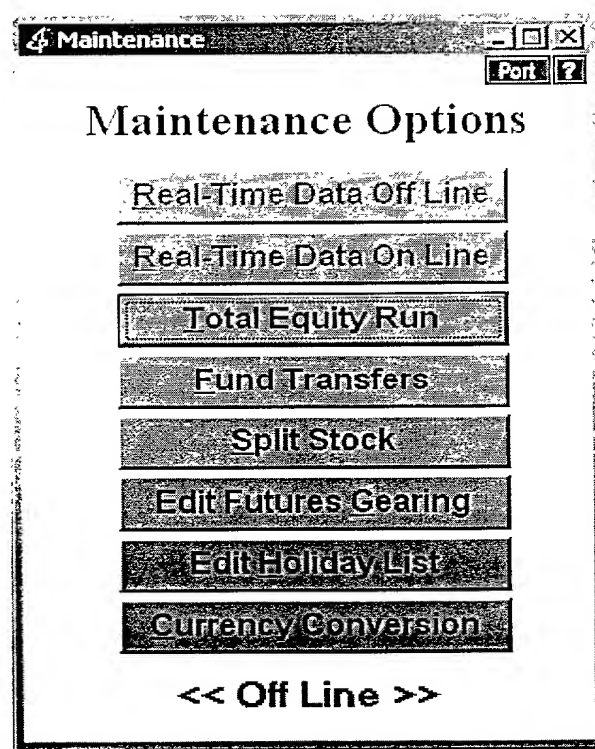 Maintenance
Port ?
Maintenance Options
Real-Time Data Off Line
Real-Time Data On Line
Total Equity Run
Fund Transfers
Split Stock
Edit Futures Gearing
Edit Holiday List
Currency Conversion
<< Off Line >>